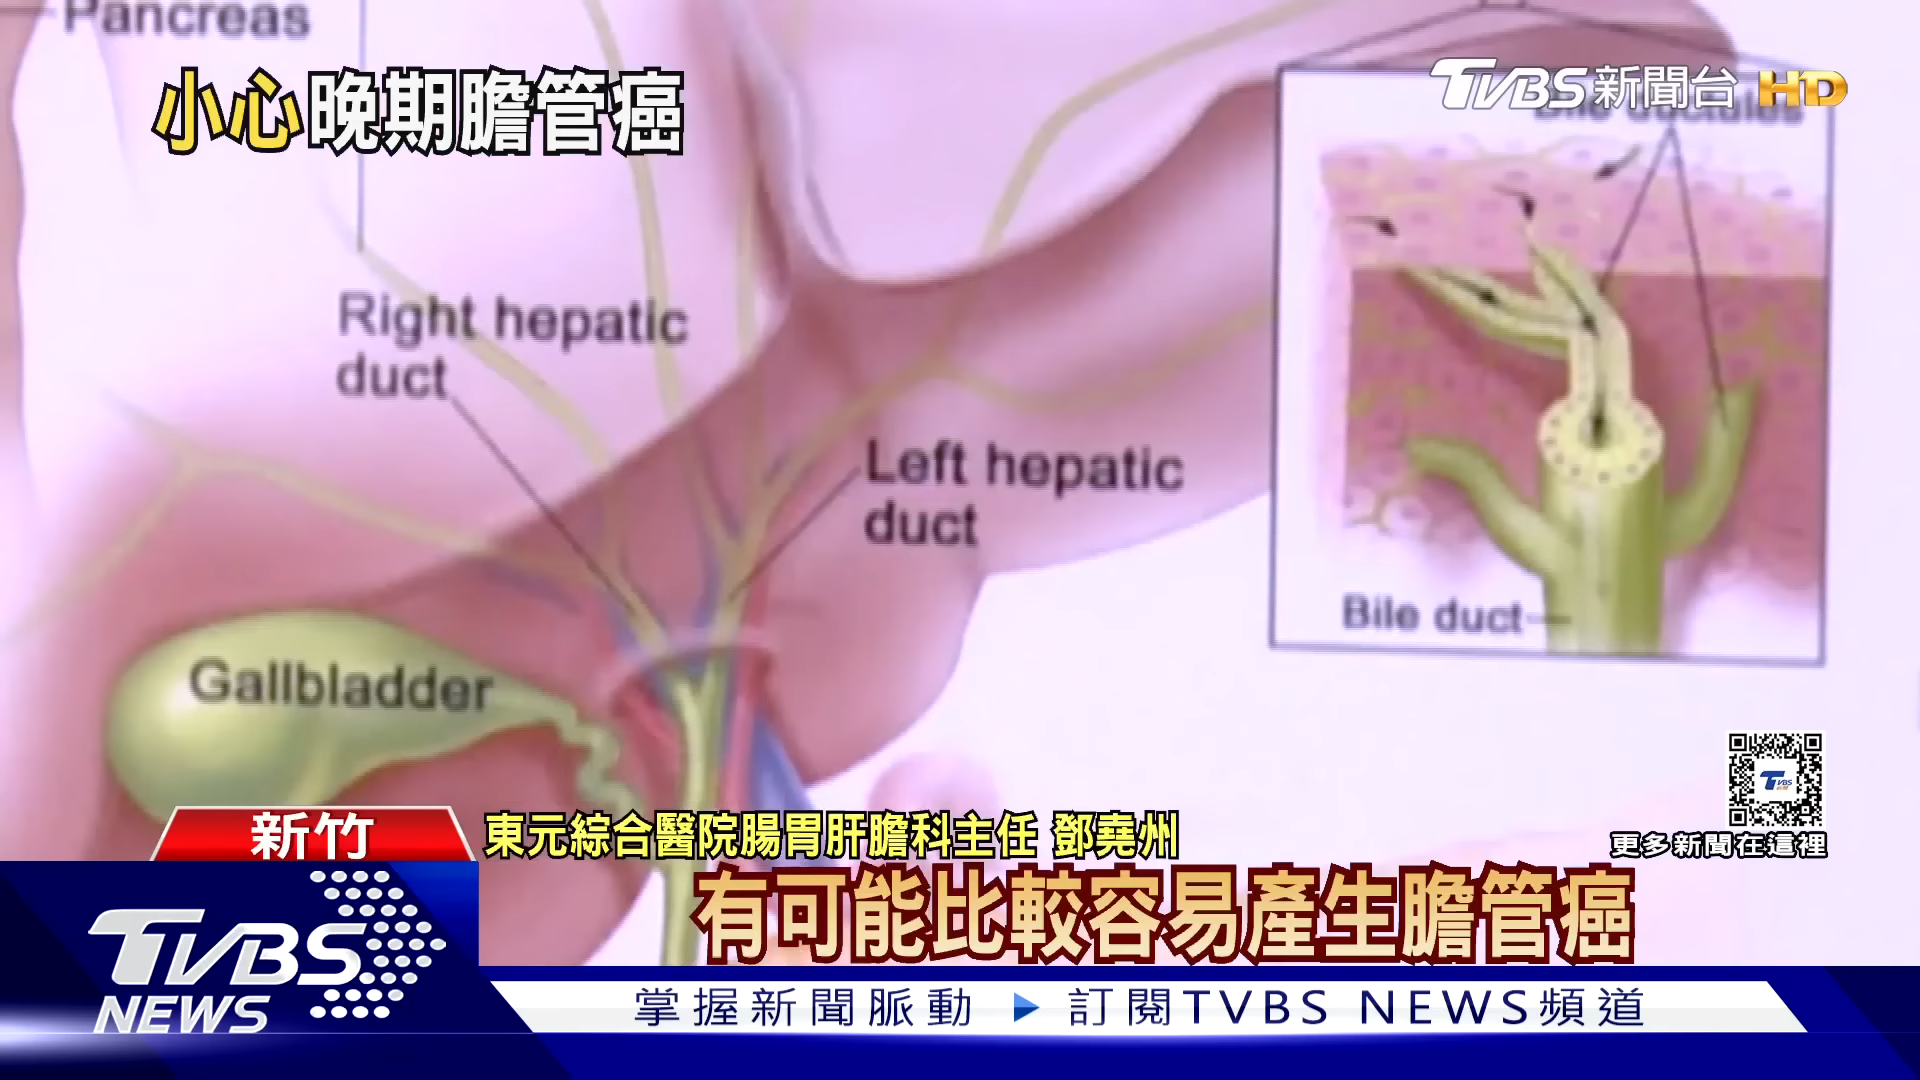 Pancreas
小心晚期膽管癌
TVBS新聞台 HD
Bile ductules
Right hepatic
duct
Left hepatic
duct
Bile duct
Gallbladder
TVBS
更多新聞在這裡
新竹
東元綜合醫院腸胃肝膽科主任 鄧堯州
有可能比較容易產生膽管癌
TVBS
NEWS
掌握新聞脈動 ▶ 訂閱TVBS NEWS頻道